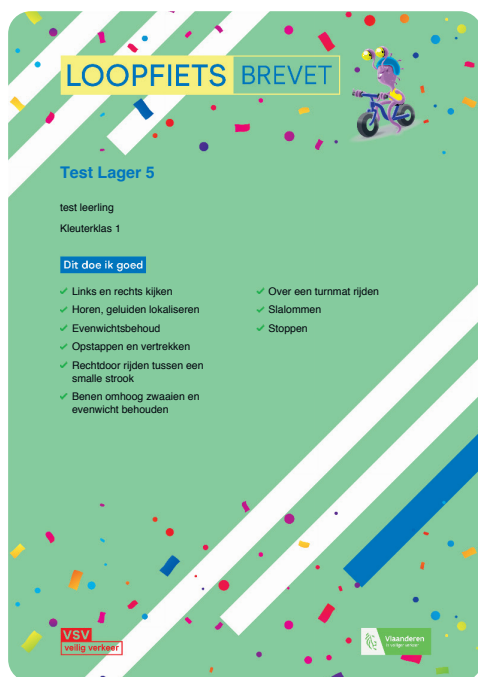 LOOPFIETS BREVET
Test Lager 5
test leerling
Kleuterklas 1
Dit doe ik goed
Links en rechts kijken
Horen, geluiden lokaliseren
Evenwichtsbehoud
Opstappen en vertrekken
Rechtdoor rijden tussen een
smalle strook
Benen omhoog zwaaien en
evenwicht behouden
Over een turnmat rijden
Slalommen
Stoppen
VSV
veilig verkeer
Vlaanderen